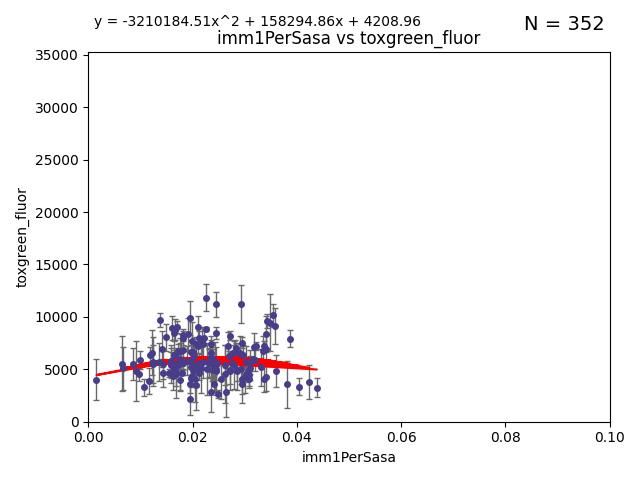 y = -3210184.51x^2 + 158294.86x + 4208.96
N = 352
imm1PerSasa vs toxgreen_fluor
35000
30000
25000
20000
15000
10000
5000
0
toxgreen_fluor
0.00 0.02 0.04 0.06 0.08 0.10
imm1PerSasa